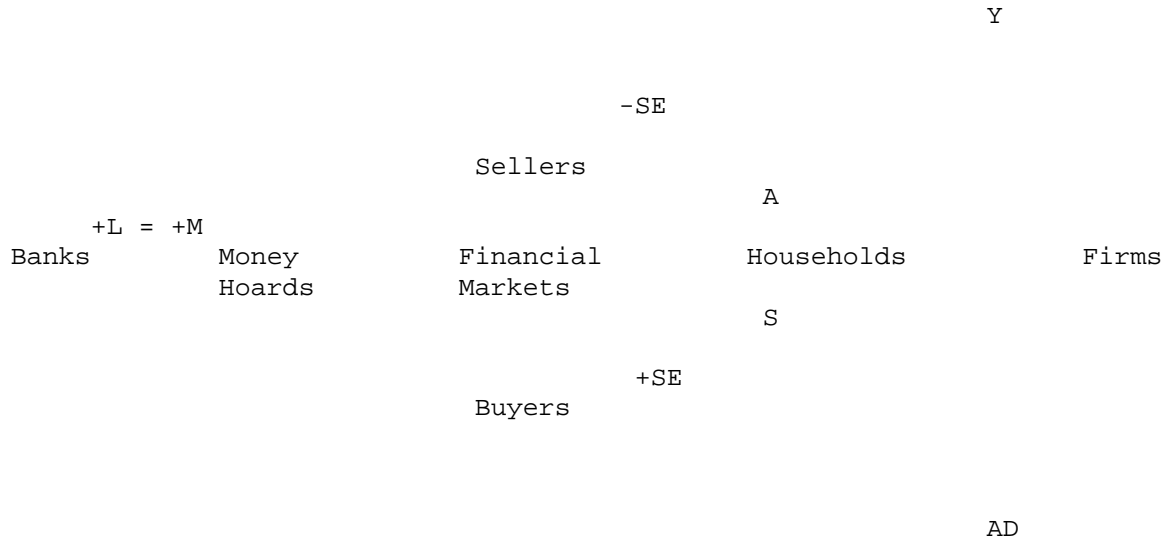 Y
-SE
Sellers
A
+L = +M
Banks Money Financial Households Firms
Hoards Markets
S
+SE
Buyers
AD